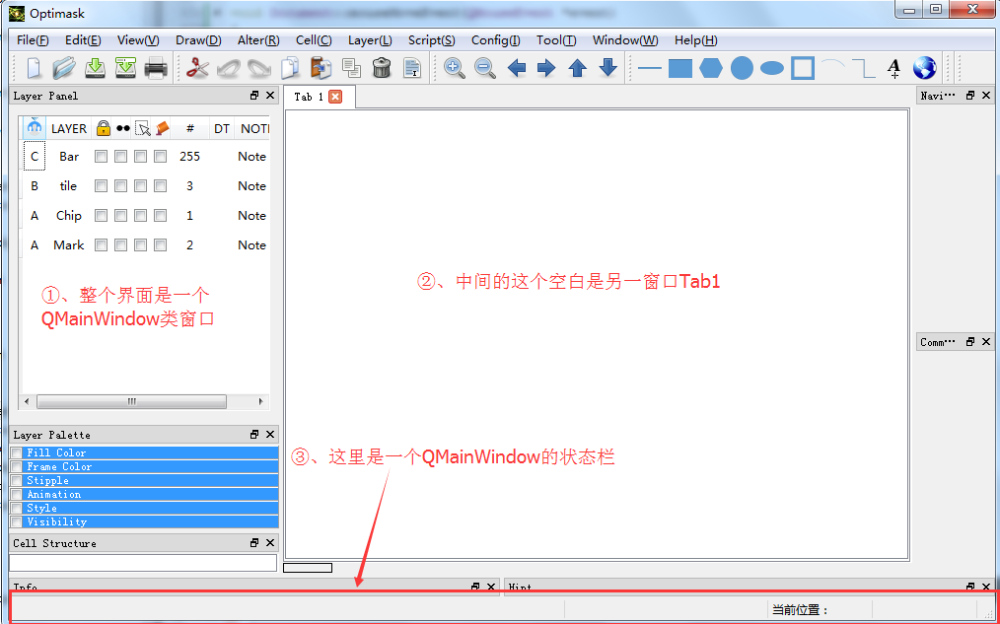 Optimask
File(F) Edit(E) View(V) Draw(D) Alter(R) Cell(C) Layer(L) Script(S) Config(I) Tool(T) Window(W) Help(H)
Layer Panel
Tab 1
Navi…
LAYER # DT NOTI
C Bar 255 Note
B tile 3 Note
A Chip 1 Note
A Mark 2 Note
①、整个界面是一个
QMainWindow类窗口
②、中间的这个空白是另一窗口Tab1
Comm…
Layer Palette
Fill Color
Frame Color
Stipple
Animation
Style
Visibility
③、这里是一个QMainWindow的状态栏
Cell Structure
Info
Hint
当前位置：